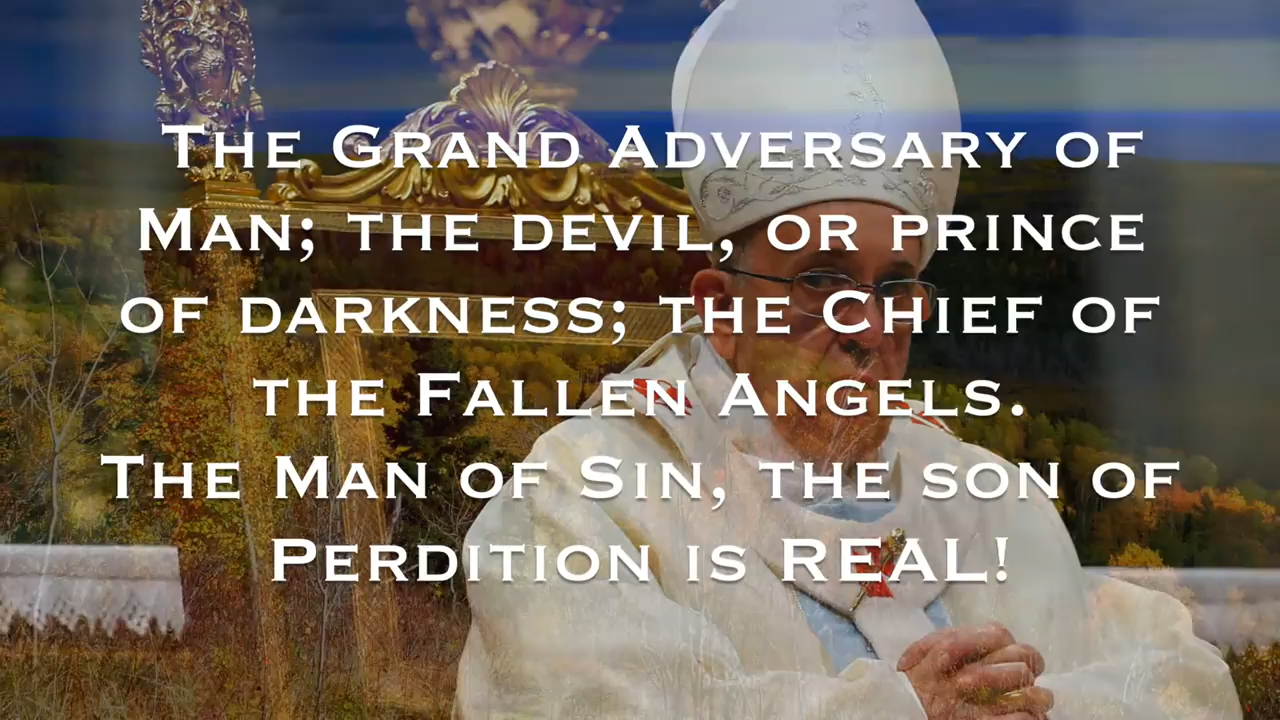 The Grand Adversary of
Man; the devil, or prince
of darkness; the Chief of
the Fallen Angels.
The Man of Sin, the son of
Perdition is REAL!